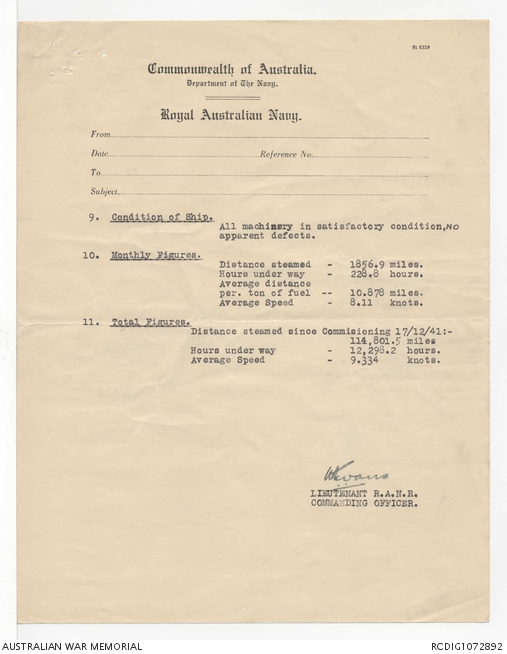 Commonwealth of Australia.
Department of The Navy.
Royal Australian Navy.
From
Date Reference No.
To
Subject
9. Condition of Ship.
All machinery in satisfactory condition, NO
apparent defects.
10. Monthly Figures.
Distance steamed - 1856.9 miles.
Hours under way - 228.8 hours.
Average distance
per. ton of fuel -- 10.878 miles.
Average Speed - 8.11 knots.
11. Total Figures.
Distance steamed since Commisioning 17/12/41:-
114,801.5 miles
Hours under way - 12,298.2 hours.
Average Speed - 9.334 knots.
LIEUTENANT R.A.N.R.
COMMANDING OFFICER.
AUSTRALIAN WAR MEMORIAL RCDIG1072892